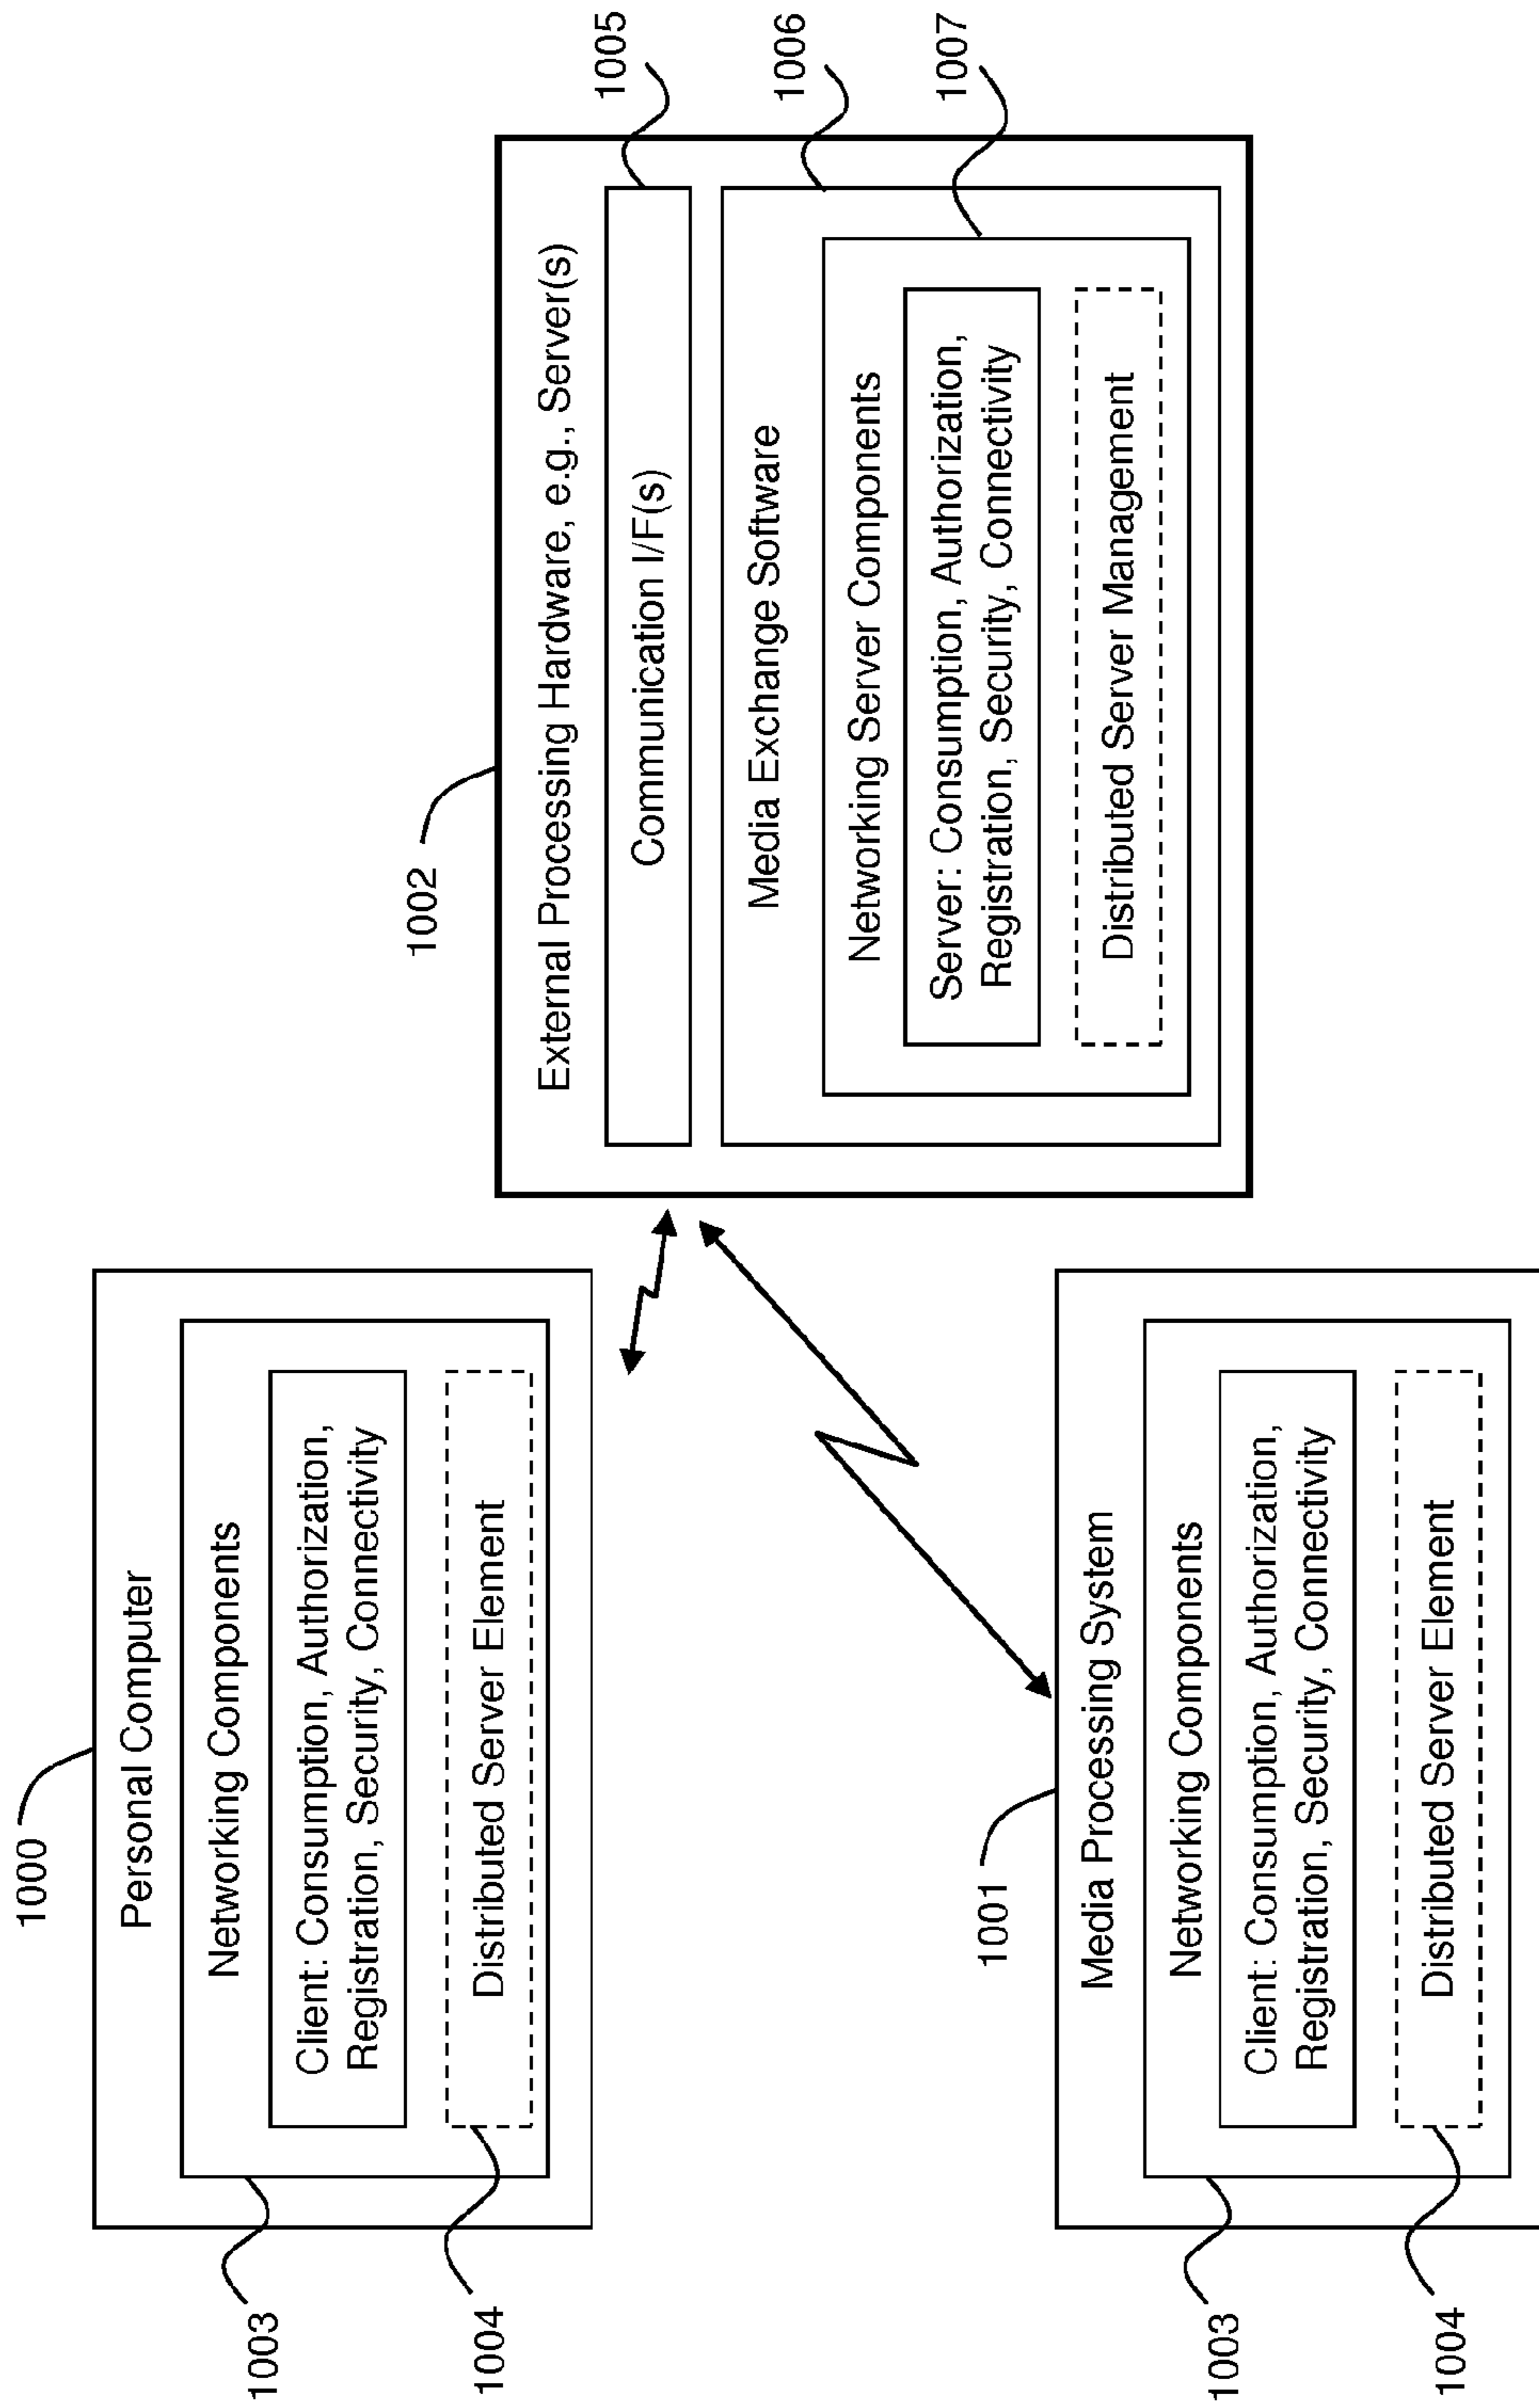 1000
Personal Computer
Networking Components
Client: Consumption, Authorization,
Registration, Security, Connectivity
Distributed Server Element
1003
1004
1001
Media Processing System
Networking Components
Client: Consumption, Authorization,
Registration, Security, Connectivity
Distributed Server Element
1003
1004
1002
External Processing Hardware, e.g., Server(s)
Communication I/F(s)
Media Exchange Software
Networking Server Components
Server: Consumption, Authorization,
Registration, Security, Connectivity
Distributed Server Management
1005
1006
1007